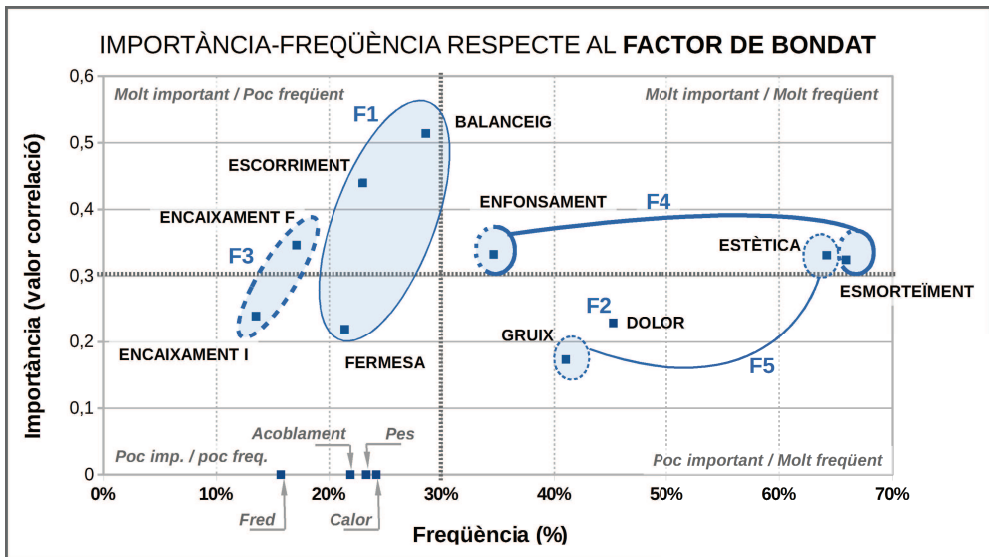 IMPORTÀNCIA-FREQÜÈNCIA RESPECTE AL FACTOR DE BONDAT
0,6
Molt important / Poc freqüent
Molt important / Molt freqüent
F1
BALANCEIG
0,5
ESCORRIMENT
ENFONSAMENT
F4
0,4
ENCAIXAMENT F
F3
ESTÈTICA
0,3
ESMORTEÏMENT
F2
DOLOR
GRUIX
0,2
ENCAIXAMENT I
FERMESA
F5
0,1
Acoblament
Pes
Poc imp. / poc freq.
Poc important / Molt freqüent
0
0%
10%
20%
30%
40%
50%
60%
70%
Fred
Calor
Freqüència (%)
Importància (valor correlació)